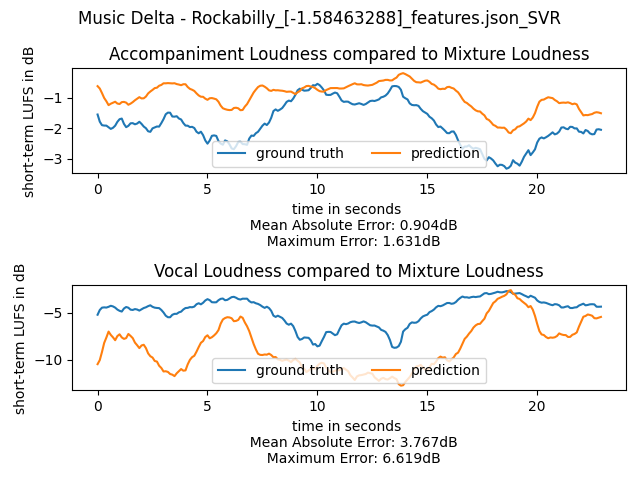 Music Delta - Rockabilly_[-1.58463288]_features.json_SVR
Accompaniment Loudness compared to Mixture Loudness
short-term LUFS in dB
−1
−2
−3
ground truth
prediction
0
5
10
15
20
time in seconds
Mean Absolute Error: 0.904dB
Maximum Error: 1.631dB
Vocal Loudness compared to Mixture Loudness
short-term LUFS in dB
−5
−10
ground truth
prediction
0
5
10
15
20
time in seconds
Mean Absolute Error: 3.767dB
Maximum Error: 6.619dB